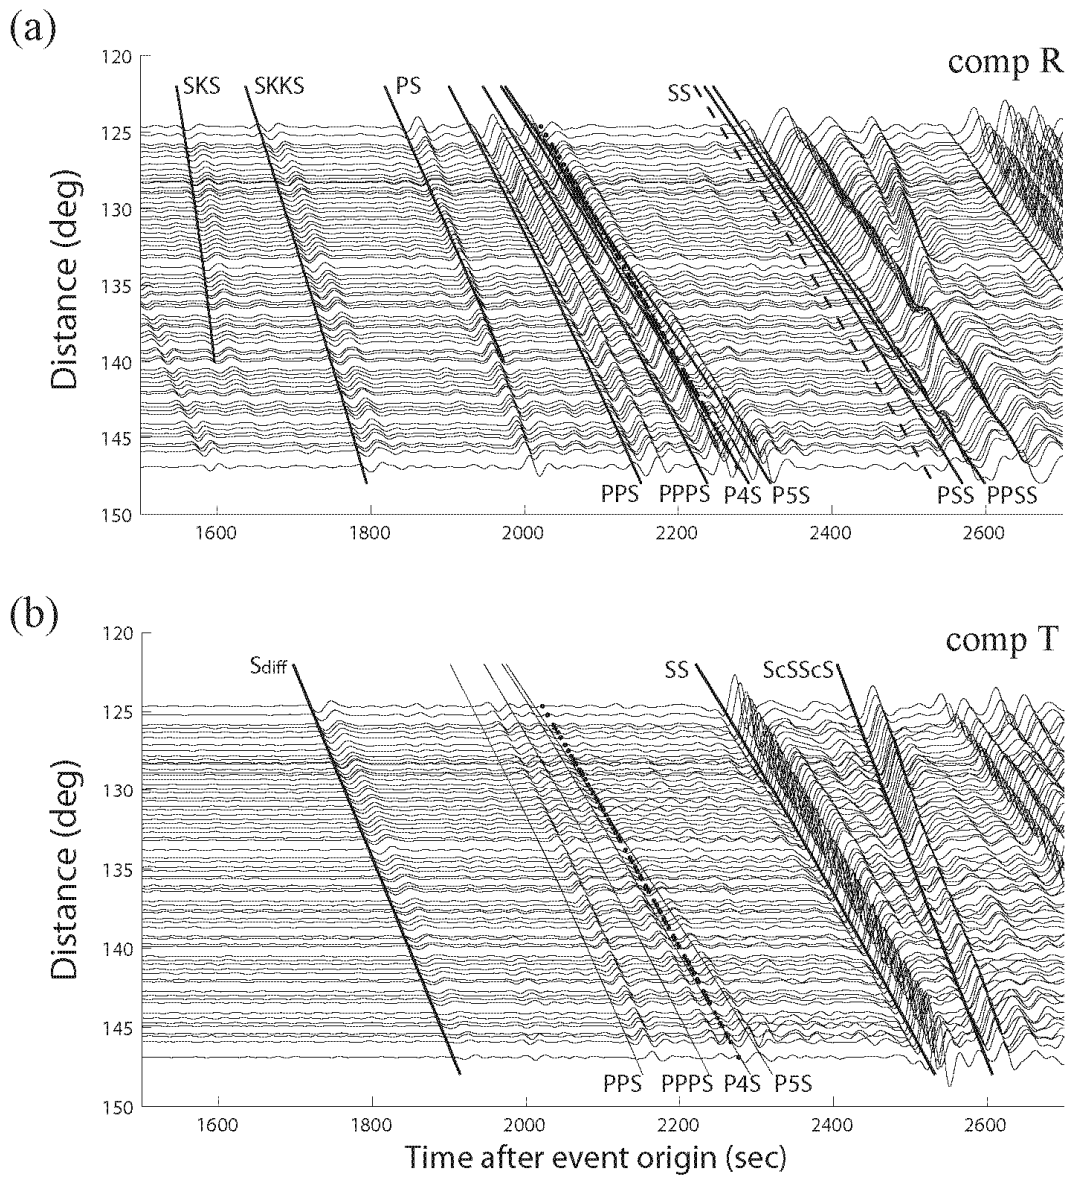 (a)
comp R
120
125
130
135
140
145
150
Distance (deg)
SKS
SKKS
PS
SS
PPS
PPPS
P4S
P5S
PSS
PPSS
1600
1800
2000
2200
2400
2600
(b)
comp T
120
125
130
135
140
145
150
Distance (deg)
Sdiff
SS
ScSScS
PPS
PPPS
P4S
P5S
1600
1800
2000
2200
2400
2600
Time after event origin (sec)